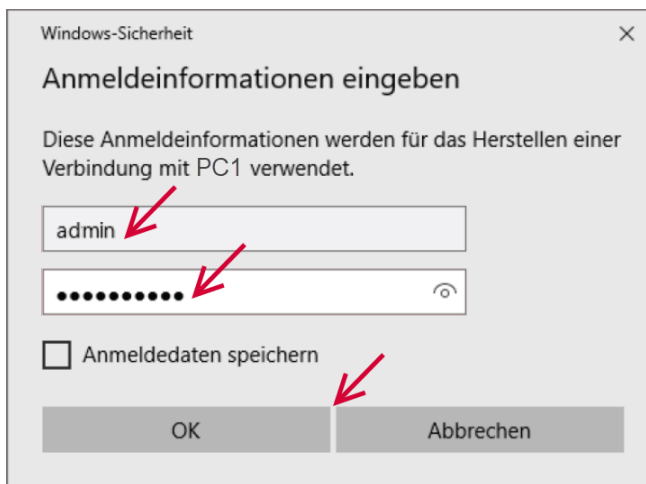 Windows-Sicherheit
Anmeldeinformationen eingeben
Diese Anmeldeinformationen werden für das Herstellen einer
Verbindung mit PC1 verwendet.
admin
●●●●●●●●●●
Anmeldedaten speichern
OK
Abbrechen